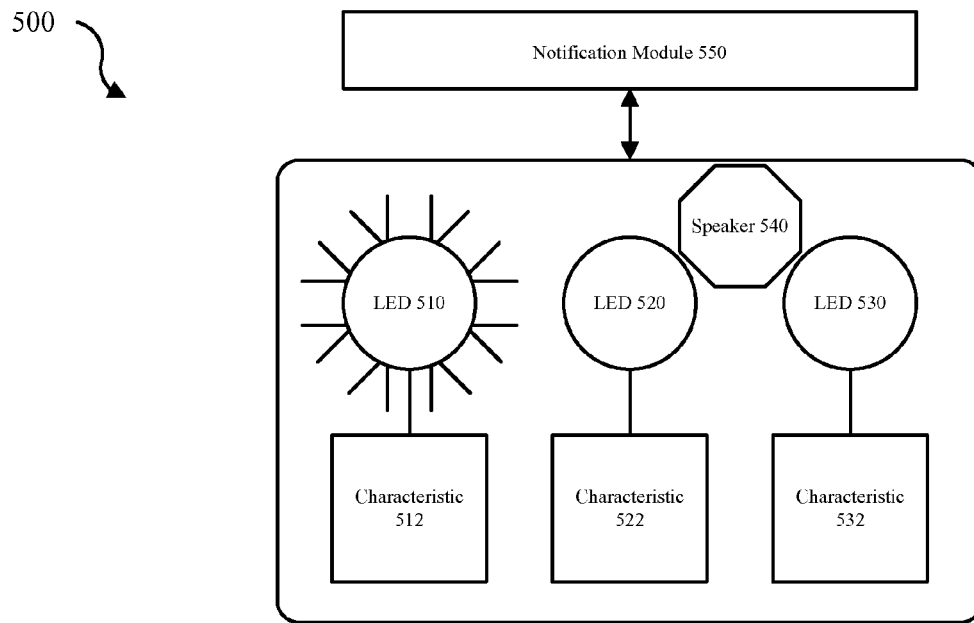 500
Notification Module 550
Speaker 540
LED 510
LED 520
LED 530
Characteristic
512
Characteristic
522
Characteristic
532